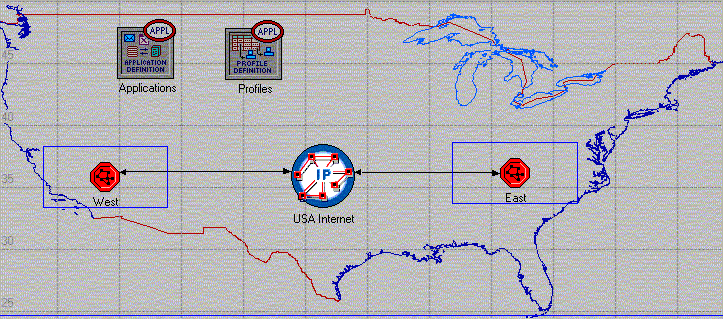 APPL
APPL
APPLICATION
DEFINITION
PROFILE
DEFINITION
Applications
Profiles
45
40
35
30
25
IP
West
USA Internet
East